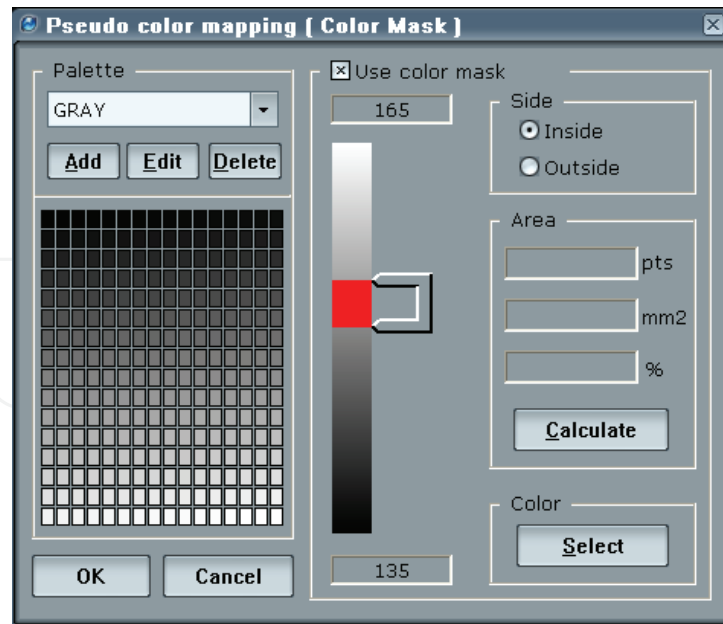 Pseudo color mapping ( Color Mask )
Palette
GRAY
Add Edit Delete
OK Cancel
Use color mask
165
135
Side
Inside
Outside
Area
pts
mm2
%
Calculate
Color
Select